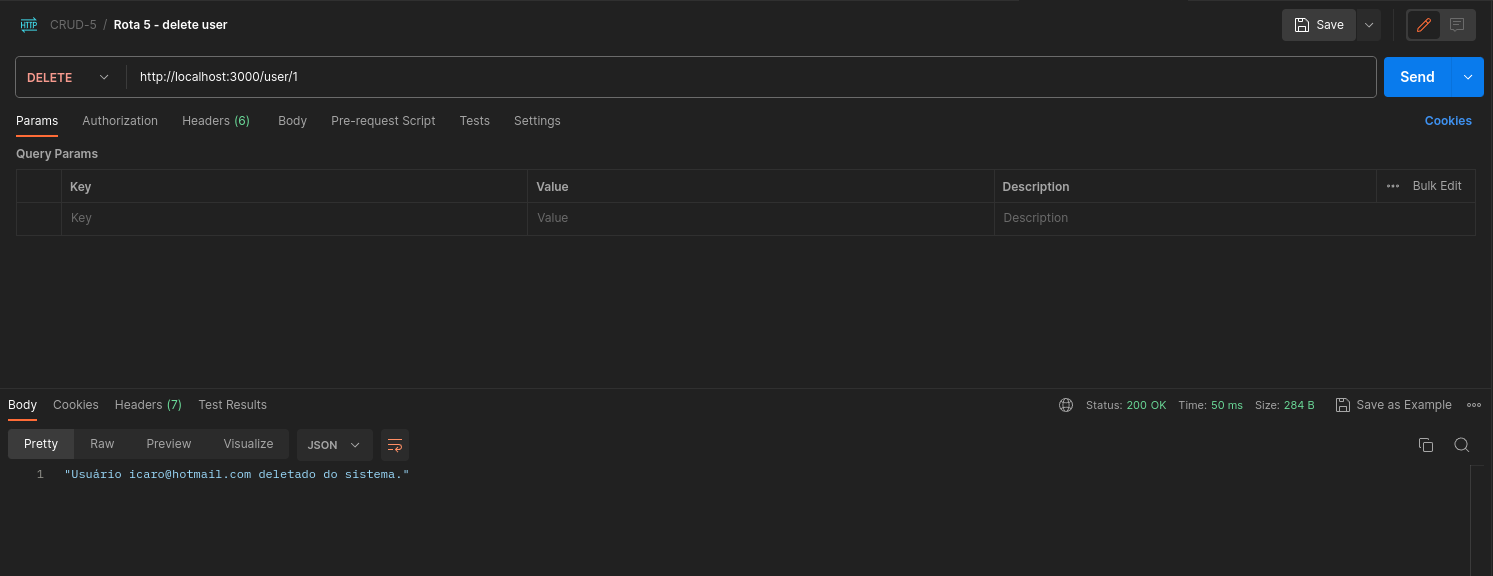 HTTP CRUD-5 / Rota 5 - delete user Save
DELETE http://localhost:3000/user/1 Send
Params Authorization Headers (6) Body Pre-request Script Tests Settings Cookies
Query Params
Key Value Description ••• Bulk Edit
Key Value Description
Body Cookies Headers (7) Test Results Status: 200 OK Time: 50 ms Size: 284 B Save as Example
Pretty Raw Preview Visualize JSON
1 "Usuário icaro@hotmail.com deletado do sistema."